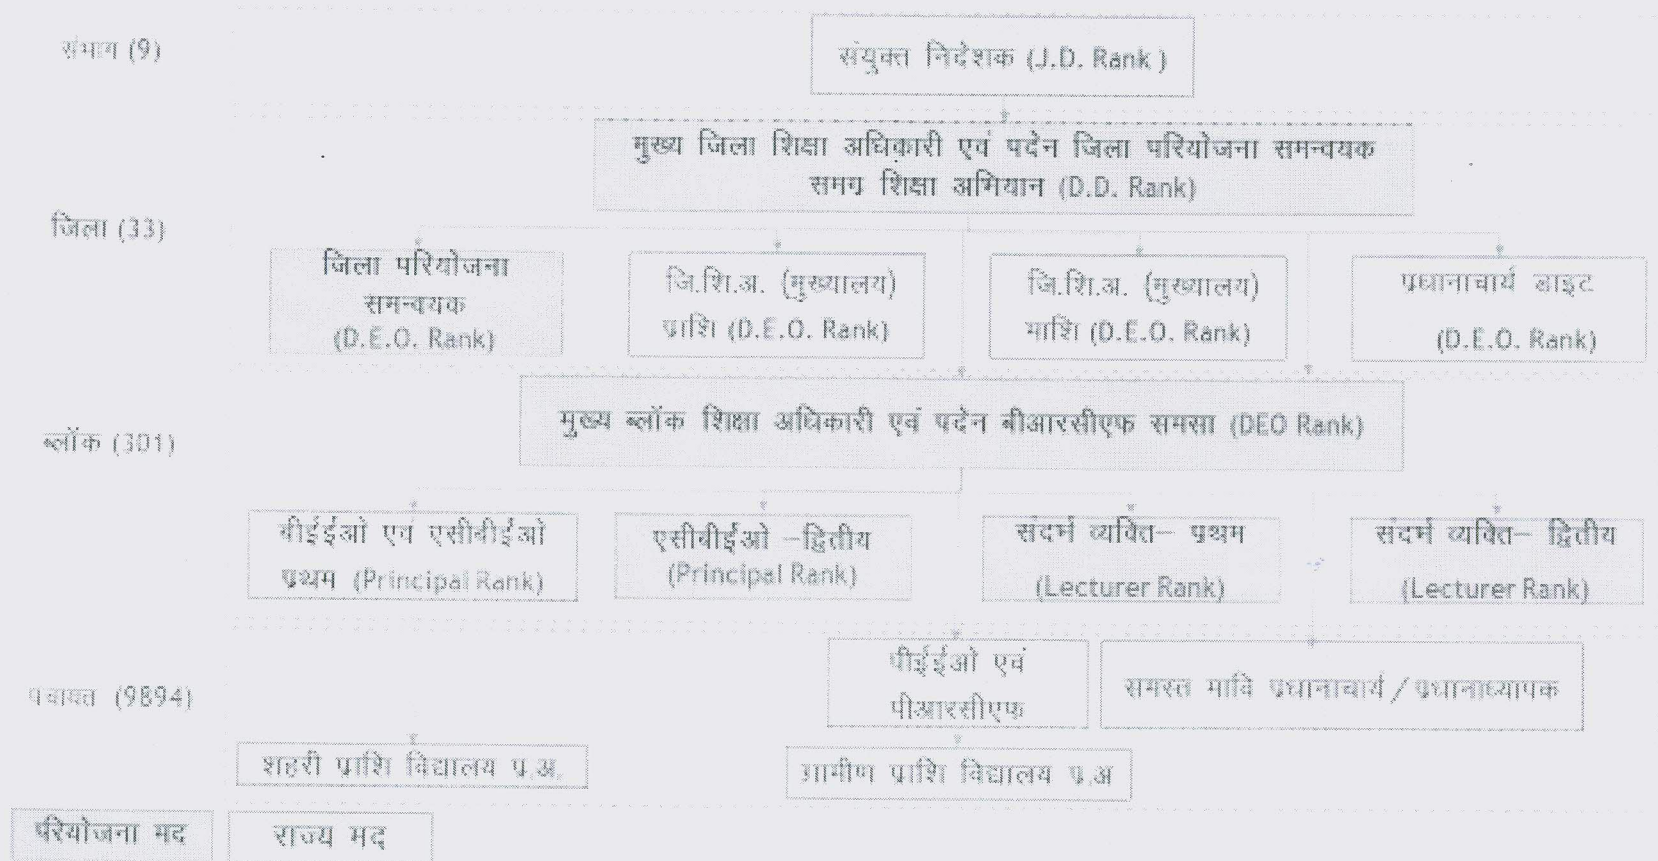 संभाग (9)
संयुक्त निदेशक (J.D. Rank )
मुख्य जिला शिक्षा अधिकारी एवं पदेन जिला परियोजना समन्वयक
समग्र शिक्षा अभियान (D.D. Rank)
जिला (33)
जिला परियोजना
समन्वयक
(D.E.O. Rank)
जि.शि.अ. (मुख्यालय)
प्राशि (D.E.O. Rank)
जि.शि.अ. (मुख्यालय)
माशि (D.E.O. Rank)
प्रधानाचार्य डाइट
(D.E.O. Rank)
मुख्य ब्लॉक शिक्षा अधिकारी एवं पदेन बीआरसीएफ समसा (DEO Rank)
ब्लॉक (301)
बीईईओ एवं एसीबीईओ
प्रथम (Principal Rank)
एसीबीईओ –द्वितीय
(Principal Rank)
संदर्भ व्यक्ति– प्रथम
(Lecturer Rank)
संदर्भ व्यक्ति– द्वितीय
(Lecturer Rank)
पंचायत (9894)
पीईईओ एवं
पीआरसीएफ
समस्त मावि प्रधानाचार्य / प्रधानाध्यापक
शहरी प्राशि विद्यालय प्र.अ.
ग्रामीण प्राशि विद्यालय प्र.अ
परियोजना मद
राज्य मद